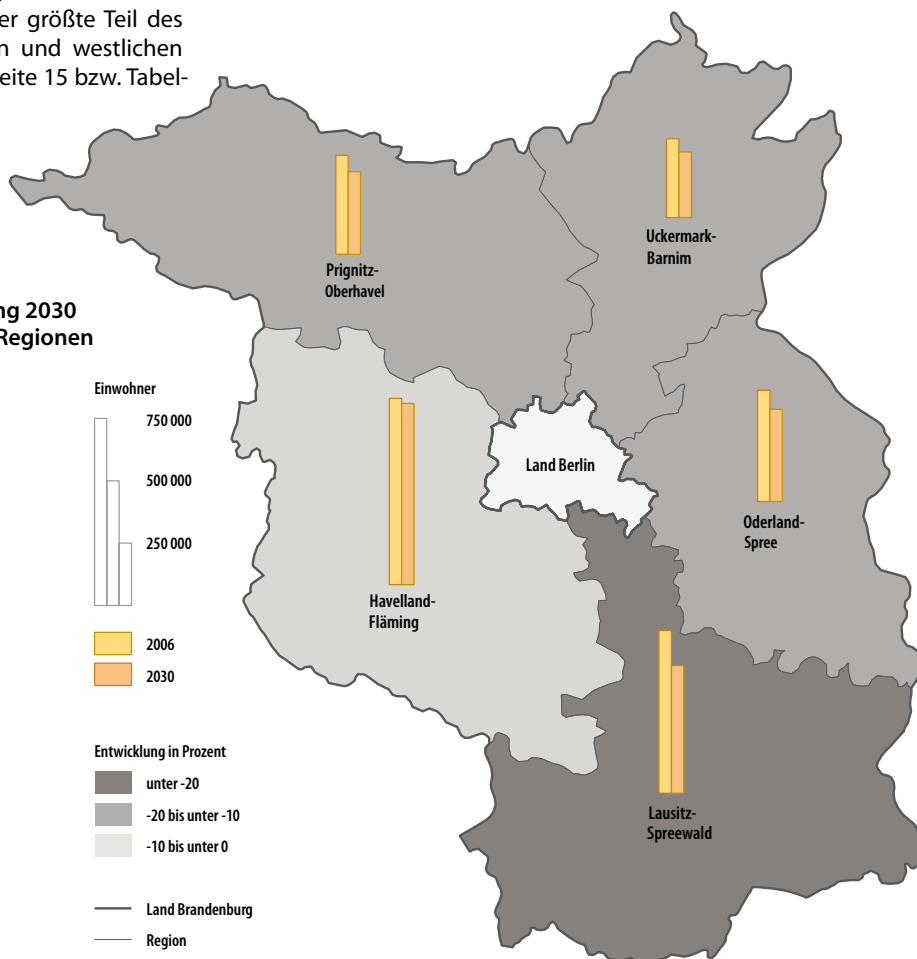 er größte Teil des
n und westlichen
eite 15 bzw. Tabel-
ng 2030
Regionen
Einwohner
750 000
500 000
250 000
2006
2030
Entwicklung in Prozent
unter -20
-20 bis unter -10
-10 bis unter 0
Land Brandenburg
Region
Prignitz-
Oberhavel
Uckermark-
Barnim
Land Berlin
Oderland-
Spree
Havelland-
Fläming
Lausitz-
Spreewald